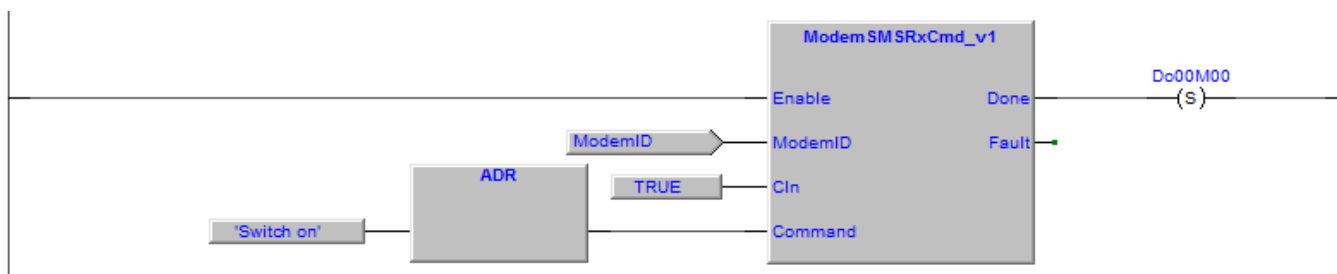 ModemSMSRxCmd_v1
Do00M00
Enable Done
(S)
ModemID ModemID Fault
ADR
TRUE CIn
'Switch on' Command